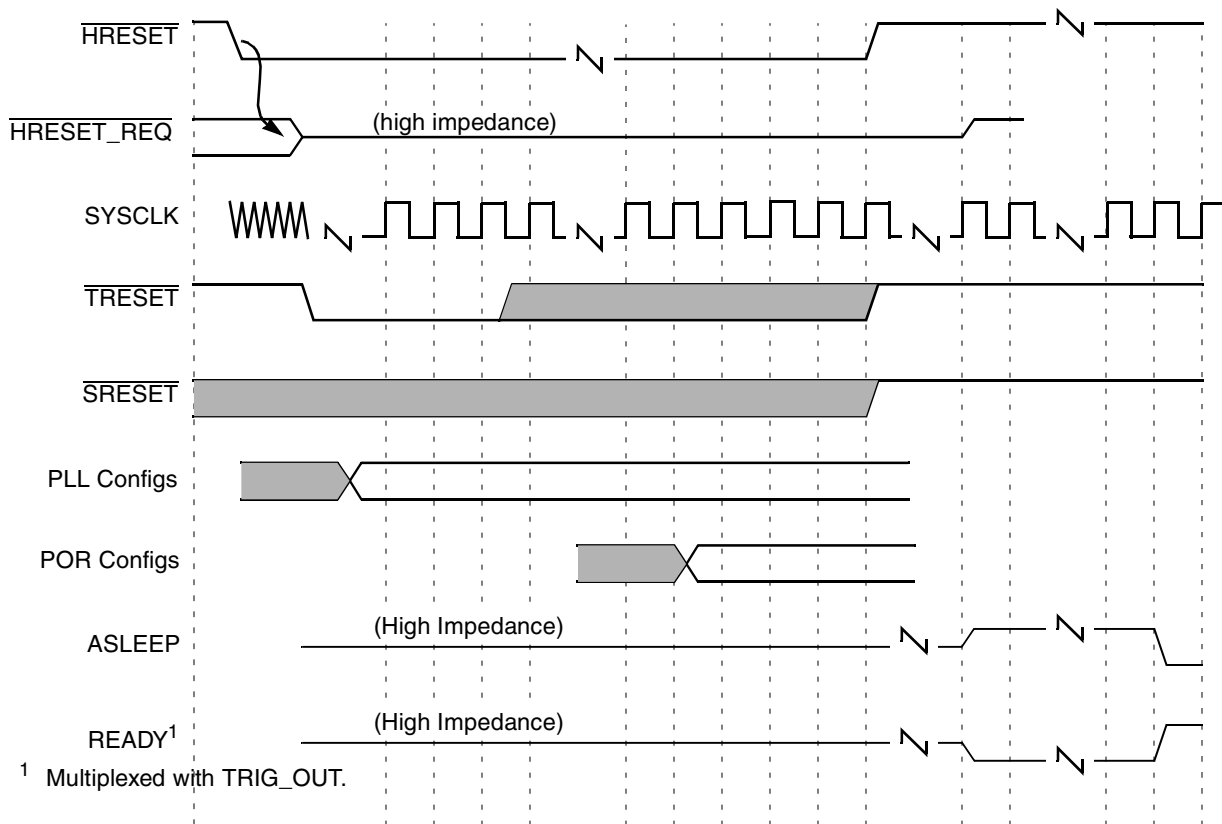 HRESET
HRESET_REQ
(high impedance)
SYSCLK
TRESET
SRESET
PLL Configs
POR Configs
ASLEEP
(High Impedance)
READY1
(High Impedance)
1 Multiplexed with TRIG_OUT.